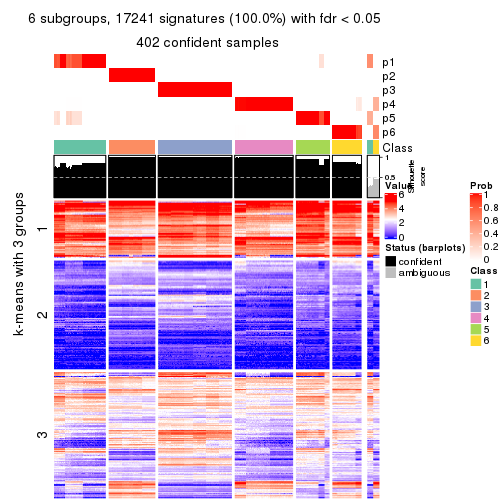 6 subgroups, 17241 signatures (100.0%) with fdr < 0.05
402 confident samples
p1
p2
p3
p4
p5
p6
Class
1
0.5
0
Silhouette
score
k-means with 3 groups
1
2
3
Value
6
4
2
0
Status (barplots)
confident
ambiguous
Prob
1
0.8
0.6
0.4
0.2
0
Class
1
2
3
4
5
6